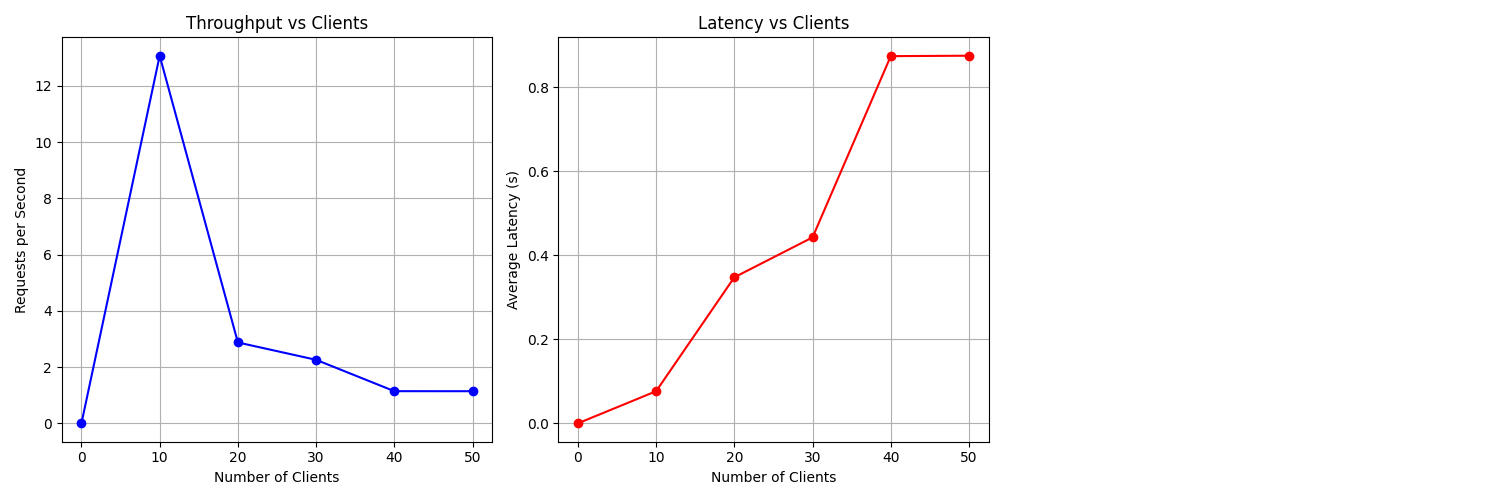 Throughput vs Clients
Requests per Second
12
10
8
6
4
2
0
0 10 20 30 40 50
Number of Clients
Latency vs Clients
Average Latency (s)
0.8
0.6
0.4
0.2
0.0
0 10 20 30 40 50
Number of Clients